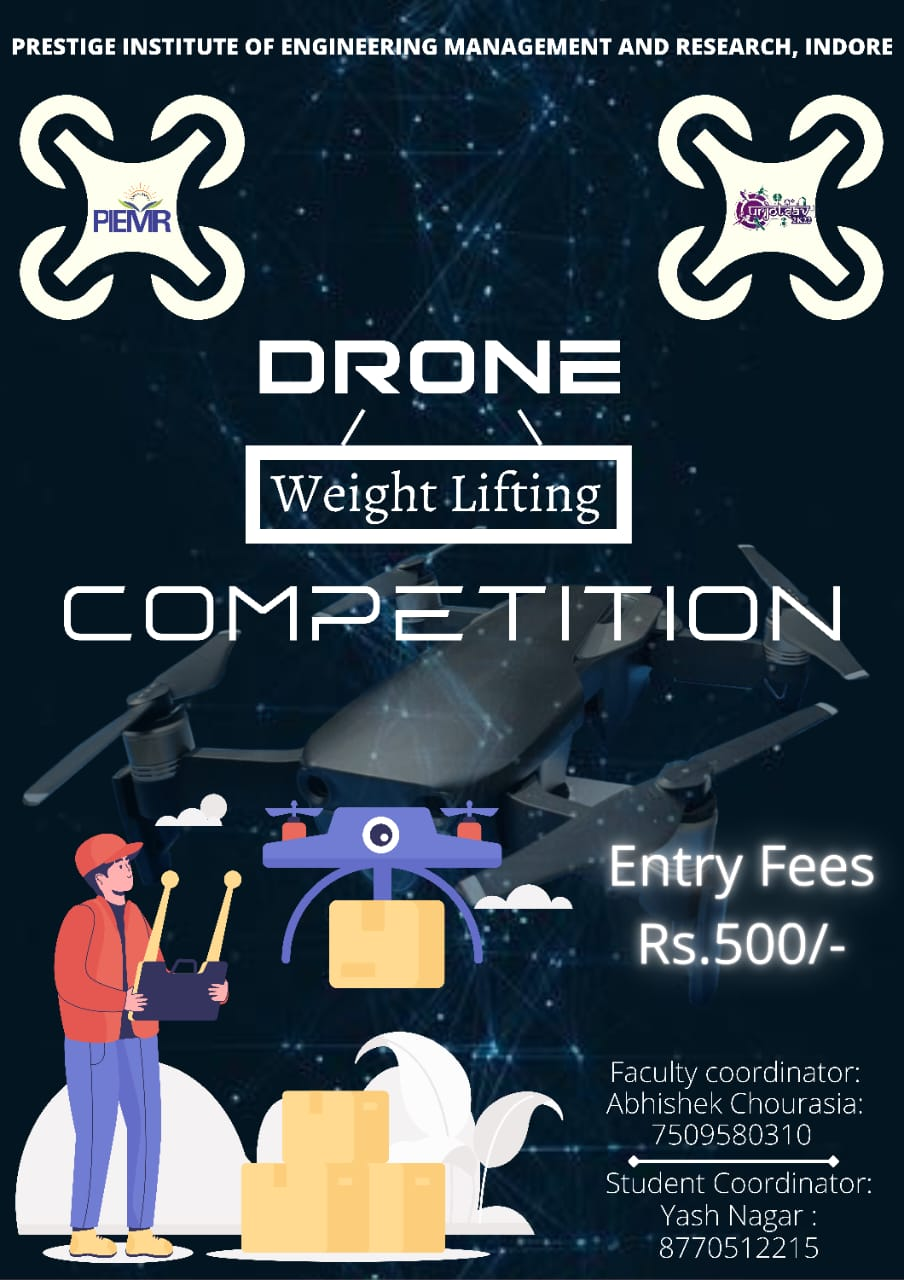 PRESTIGE INSTITUTE OF ENGINEERING MANAGEMENT AND RESEARCH, INDORE
PIEMR
urjotsav
DRONE
Weight Lifting
COMPETITION
Entry Fees
Rs.500/-
Faculty coordinator:
Abhishek Chourasia:
7509580310
Student Coordinator:
Yash Nagar :
8770512215